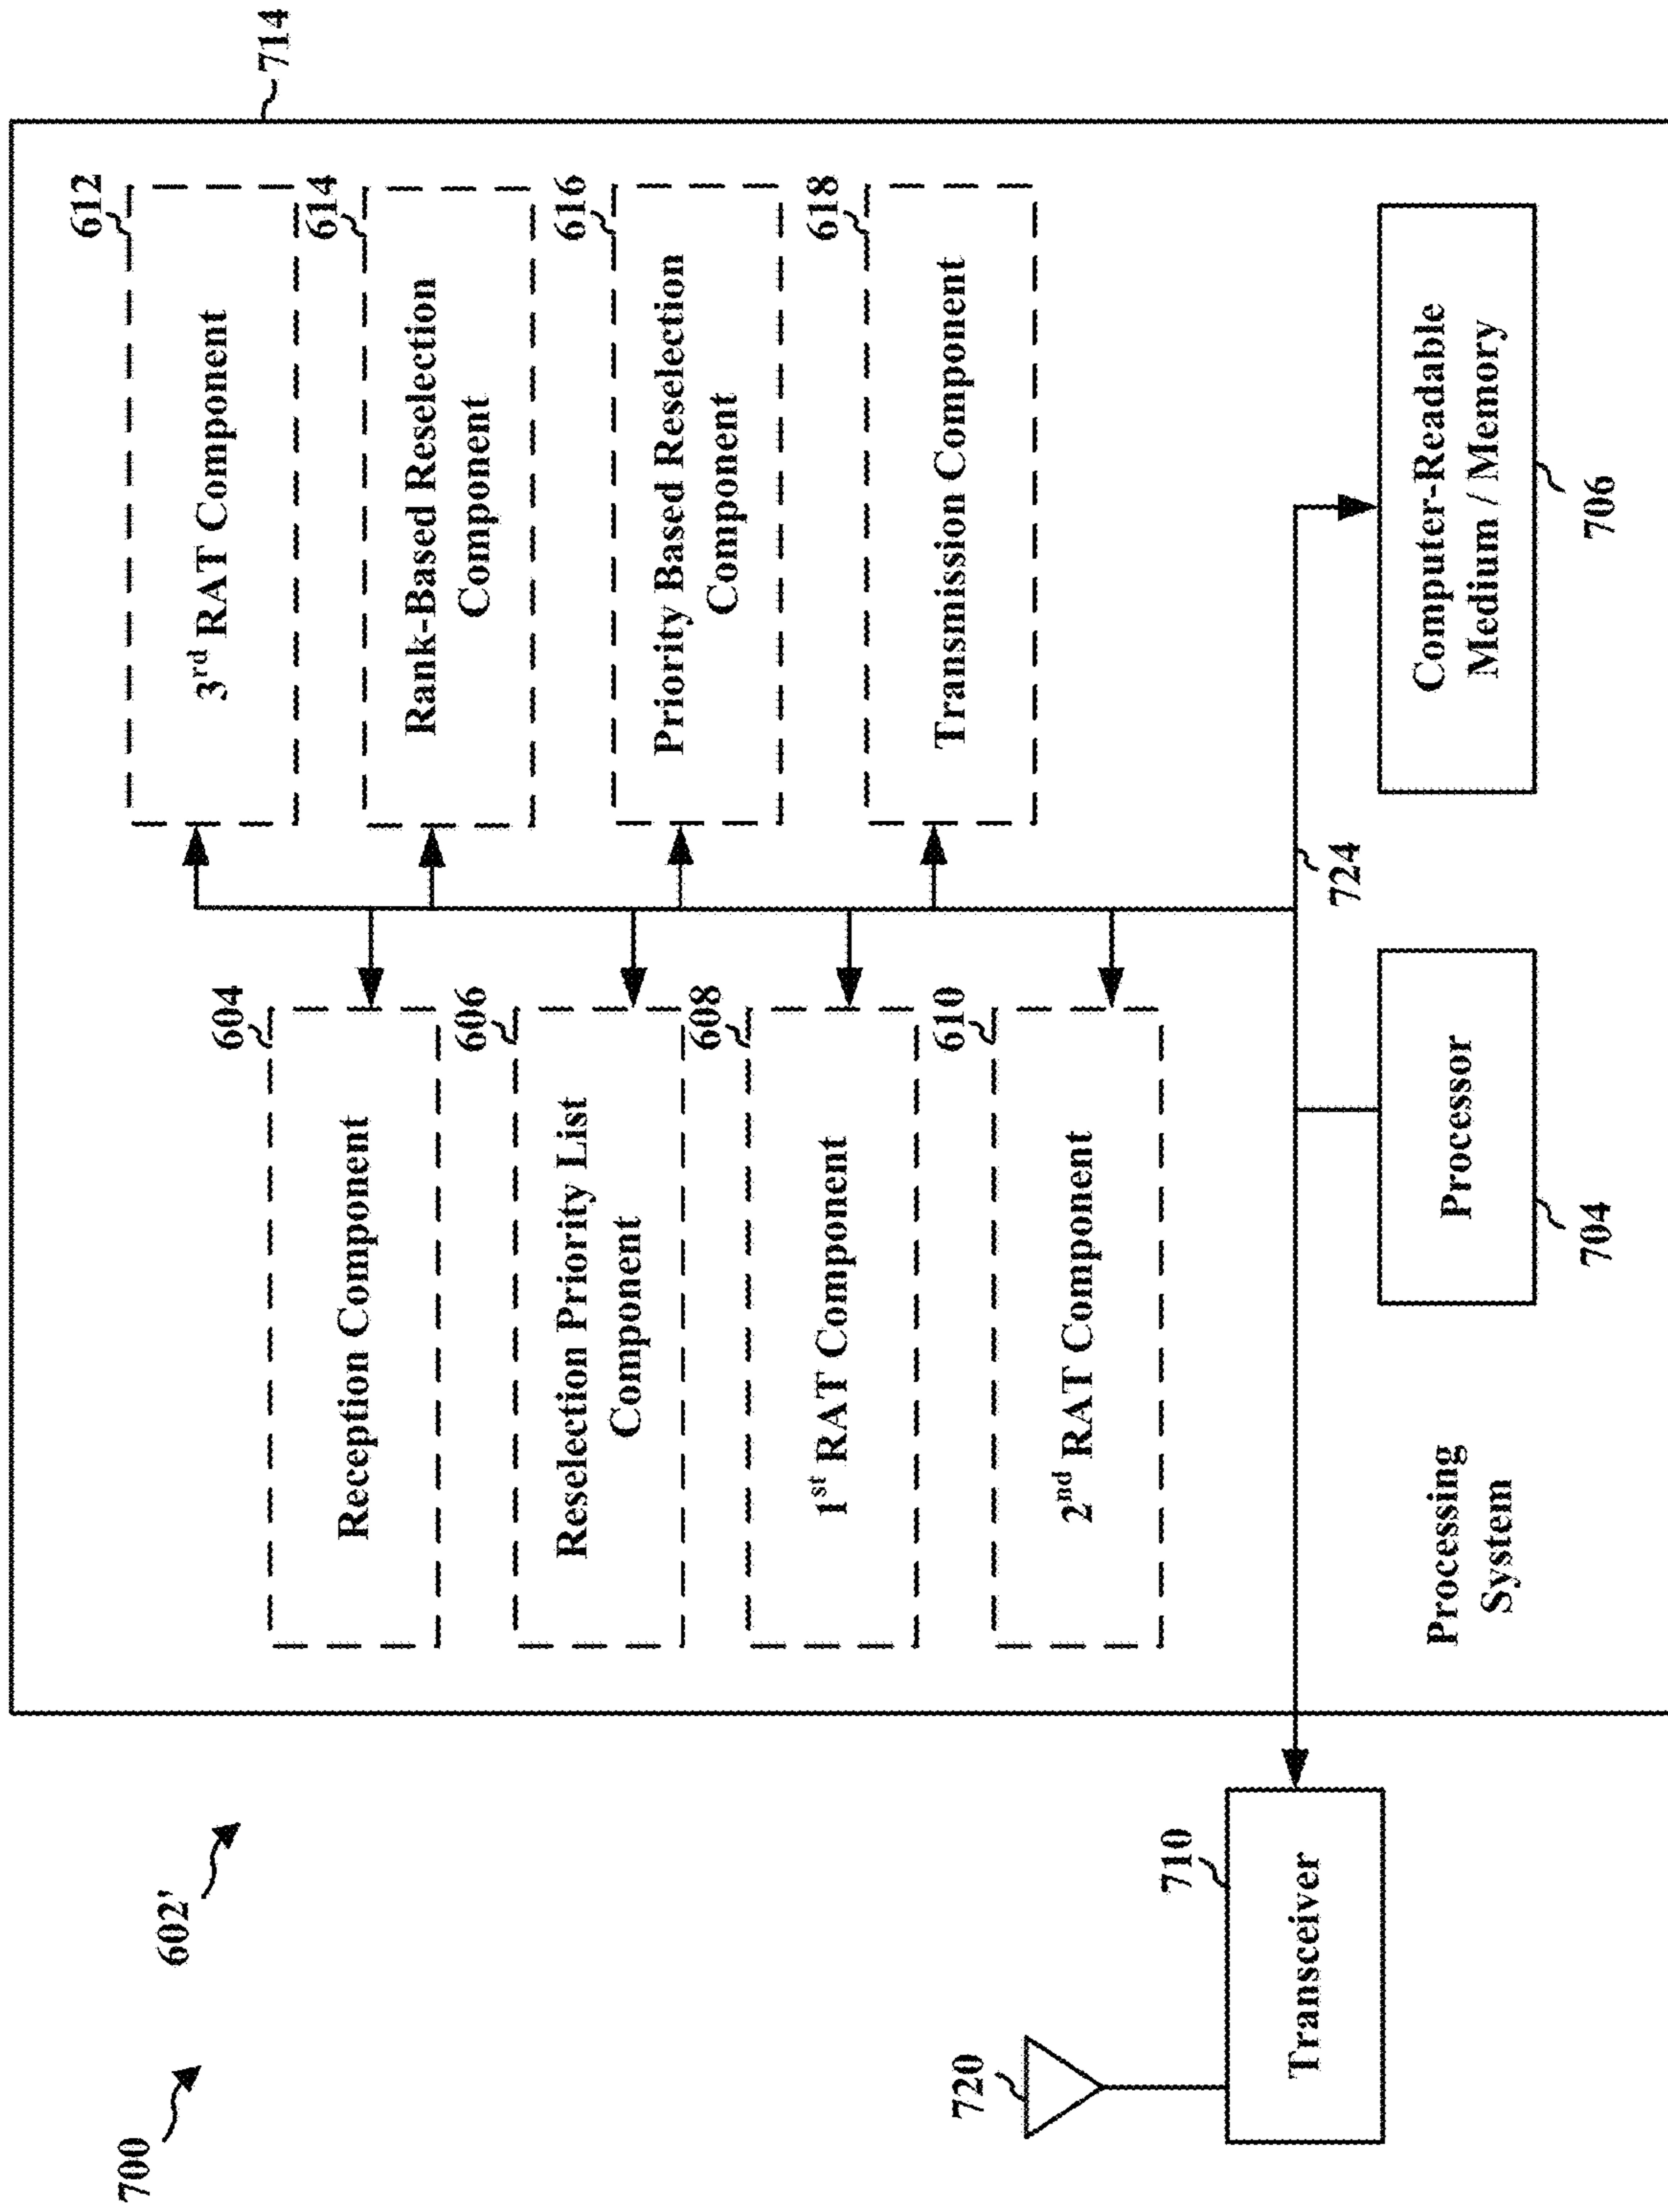 700
602'
714
604
Reception Component
612
3rd RAT Component
606
Reselection Priority List
Component
614
Rank-Based Reselection
Component
608
1st RAT Component
616
Priority Based Reselection
Component
610
2nd RAT Component
618
Transmission Component
720
710
Transceiver
724
Processing
System
Processor
704
Computer-Readable
Medium / Memory
706